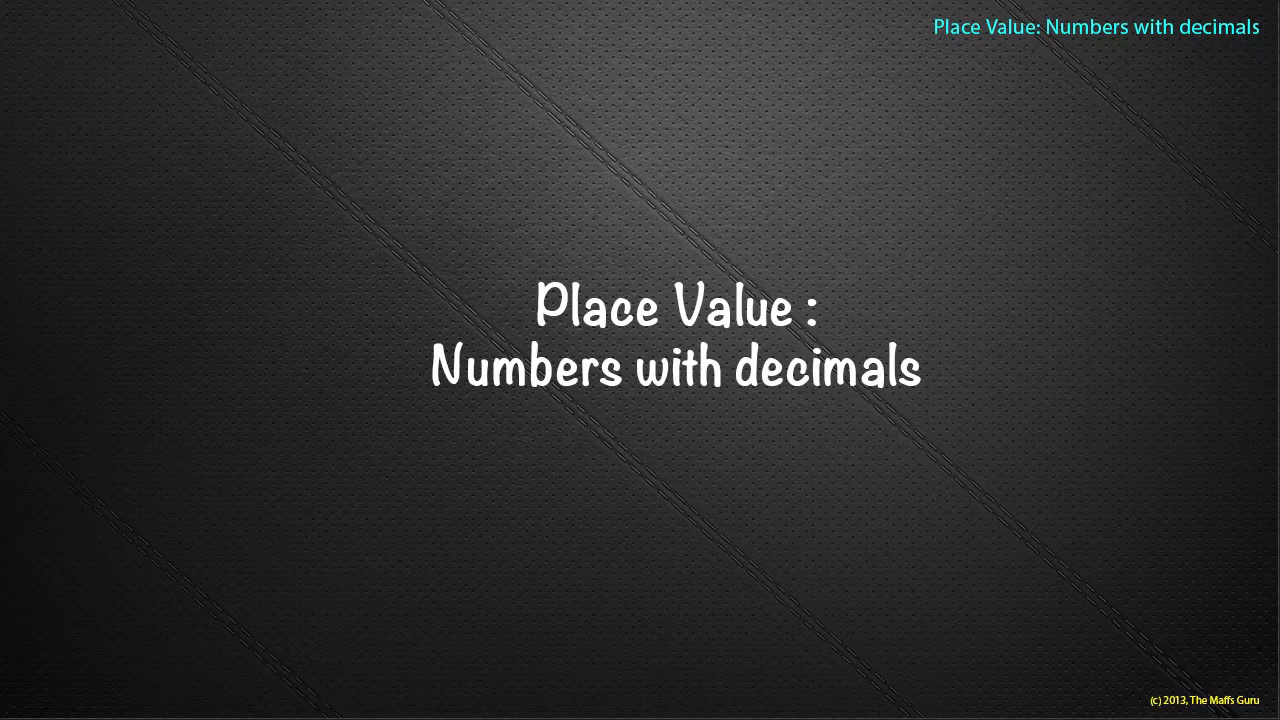 Place Value: Numbers with decimals
Place Value :
Numbers with decimals
(c) 2013, The Maffs Guru